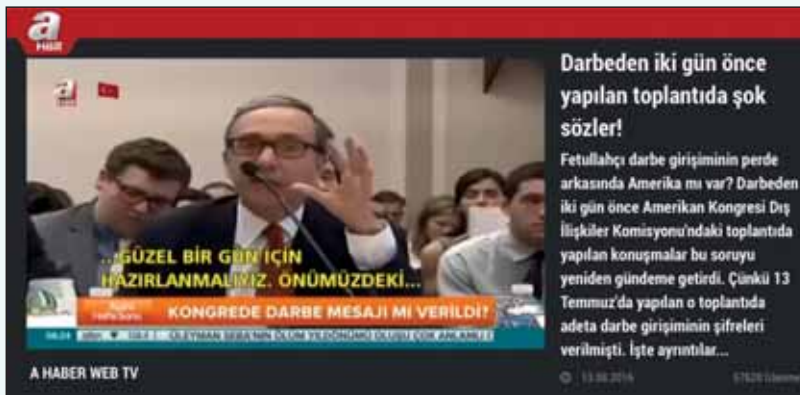 a
HABER
a
Darbeden iki gün önce
yapılan toplantıda şok
sözler!
Fetullahçı darbe girişiminin perde
arkasında Amerika mı var? Darbeden
iki gün önce Amerikan Kongresi Dış
İlişkiler Komisyonu'ndaki toplantıda
yapılan konuşmalar bu soruyu
yeniden gündeme getirdi. Çünkü 13
Temmuz'da yapılan o toplantıda
adeta darbe girişiminin şifreleri
verilmişti. İşte ayrıntılar...
...GÜZEL BİR GÜN İÇİN
HAZIRLANMALIYIZ. ÖNÜMÜZDEKİ...
KONGREDE DARBE MESAJI MI VERİLDİ?
A HABER WEB TV